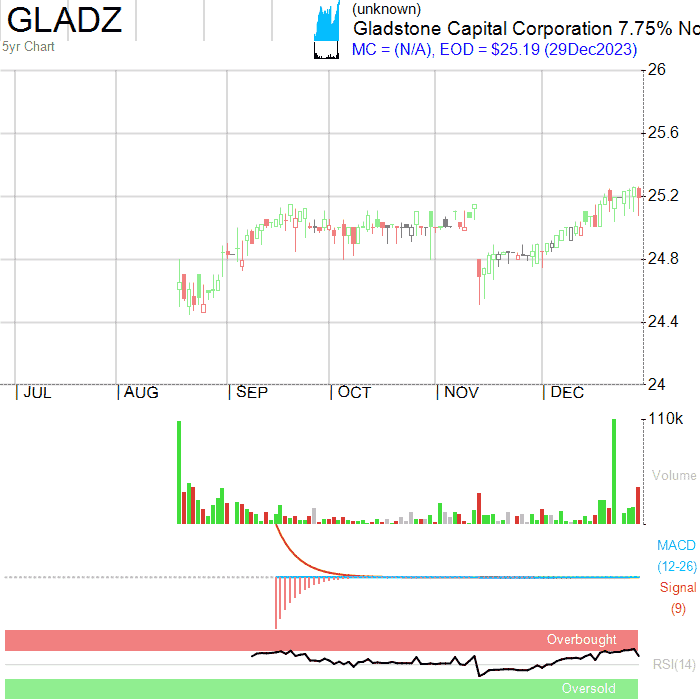 GLADZ
(unknown)
Gladstone Capital Corporation 7.75% No
5yr Chart
MC = (N/A), EOD = $25.19 (29Dec2023)
26
25.6
25.2
24.8
24.4
24
JUL AUG SEP OCT NOV DEC
110k
Volume
MACD
(12-26)
Signal
(9)
Overbought
RSI(14)
Oversold